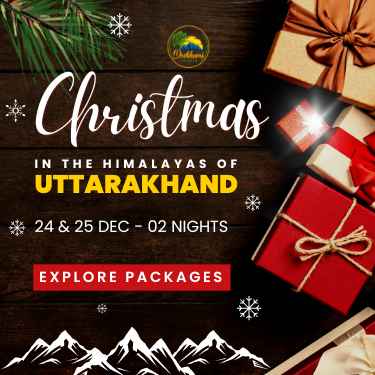 Christmas
IN THE HIMALAYAS OF
UTTARAKHAND
24 & 25 DEC - 02 NIGHTS
EXPLORE PACKAGES